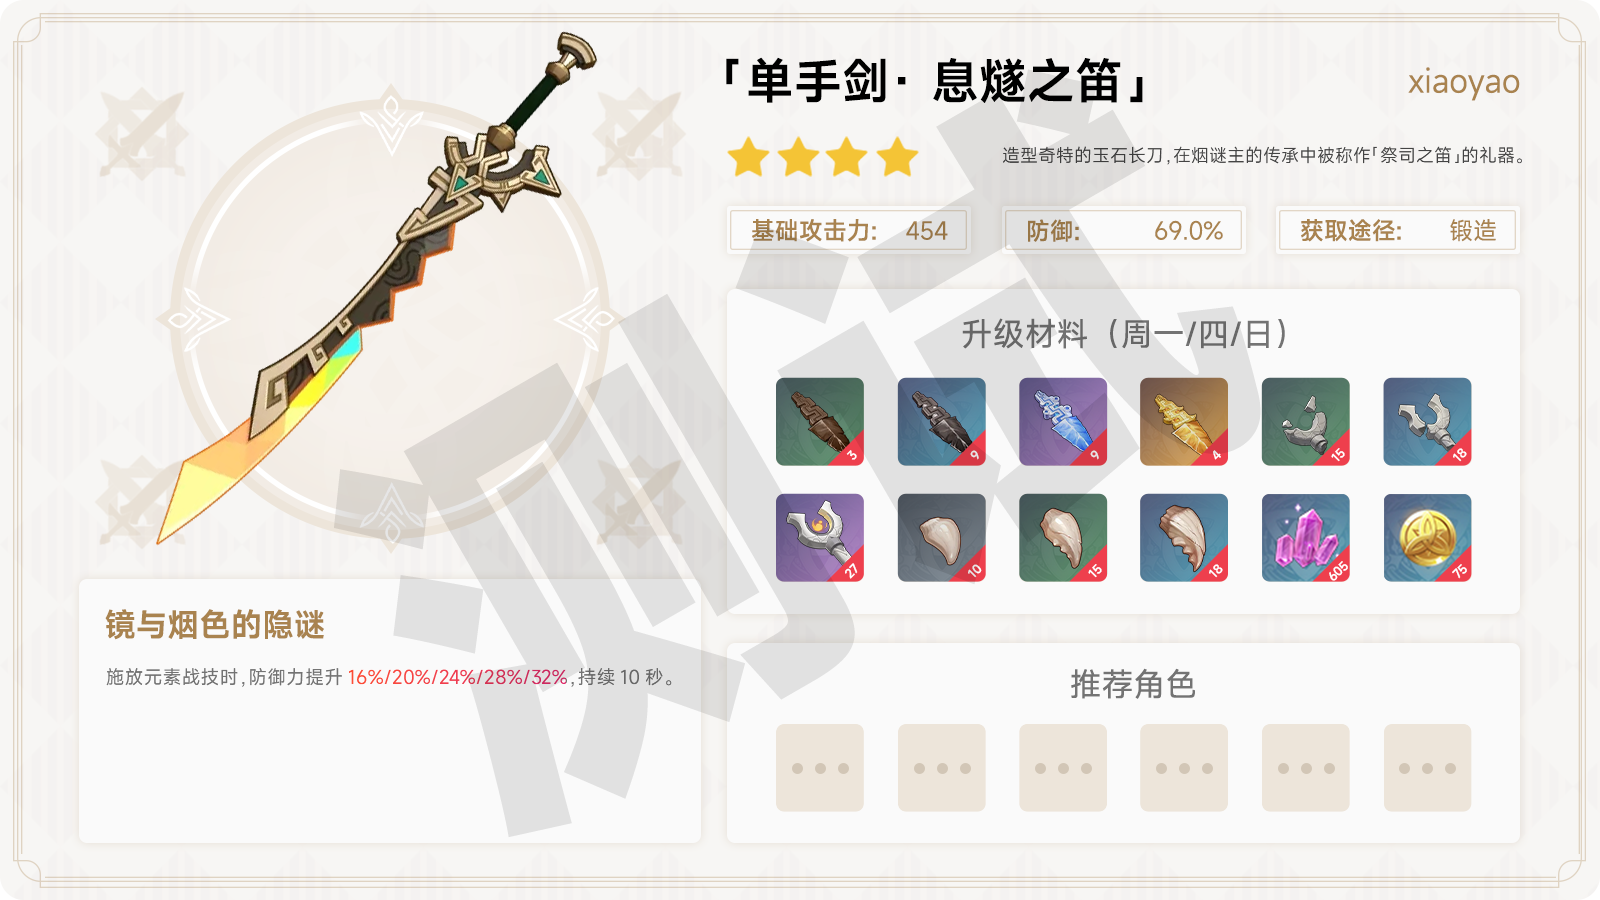 「单手剑· 息燧之笛」
xiaoyao
造型奇特的玉石长刀,在烟谜主的传承中被称作「祭司之笛」的礼器。
基础攻击力: 454
防御: 69.0%
获取途径: 锻造
升级材料（周一/四/日）
3 9 9 4 15 18
27 10 15 18 605 75
镜与烟色的隐谜
施放元素战技时,防御力提升 16%/20%/24%/28%/32%,持续 10 秒。
推荐角色
测试